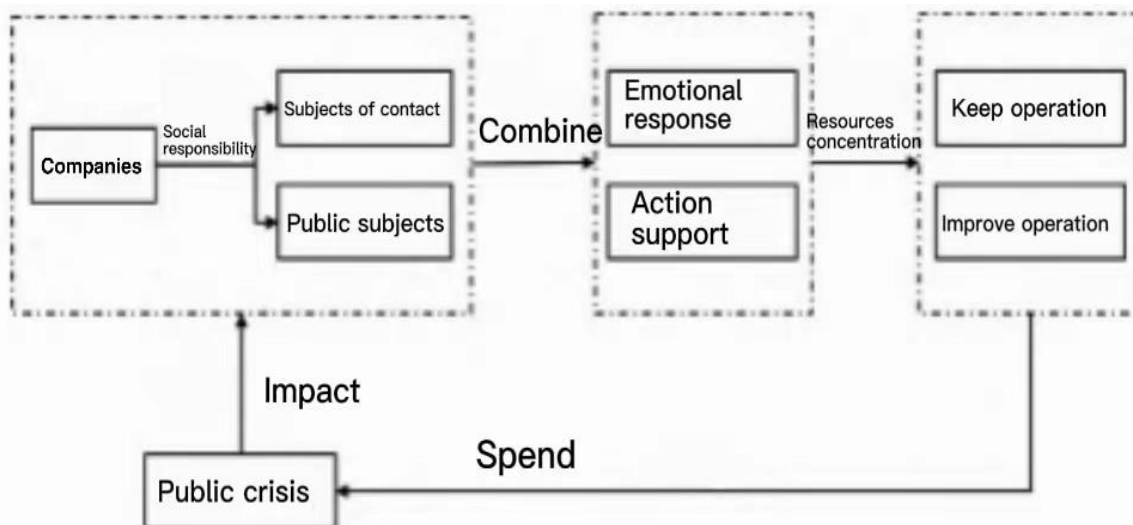 Companies
Social
responsibility
Subjects of contact
Public subjects
Combine
Emotional
response
Action
support
Resources
concentration
Keep operation
Improve operation
Impact
Spend
Public crisis